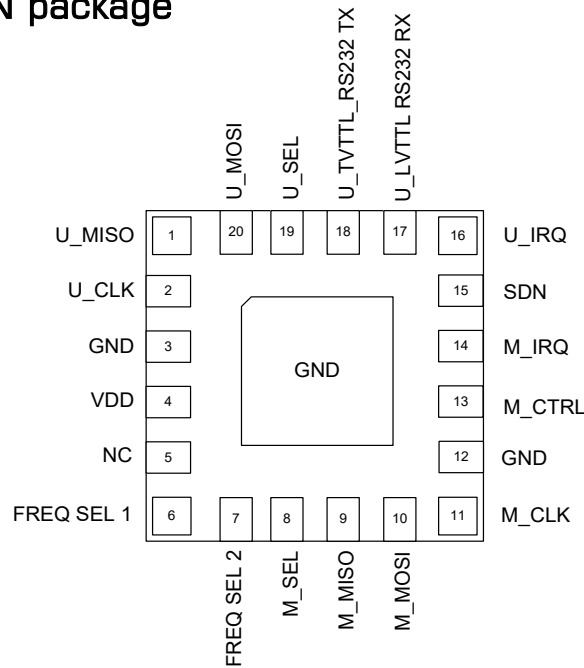 N package
U_MOSI
U_SEL
U_TVTTL_RS232 TX
U_LVTTL RS232 RX
U_MISO 1 20 19 18 17 16 U_IRQ
U_CLK 2 15 SDN
GND 3 14 M_IRQ
GND
VDD 4 13 M_CTRL
NC 5 12 GND
FREQ SEL 1 6 7 8 9 10 11 M_CLK
FREQ SEL 2
M_SEL
M_MISO
M_MOSI